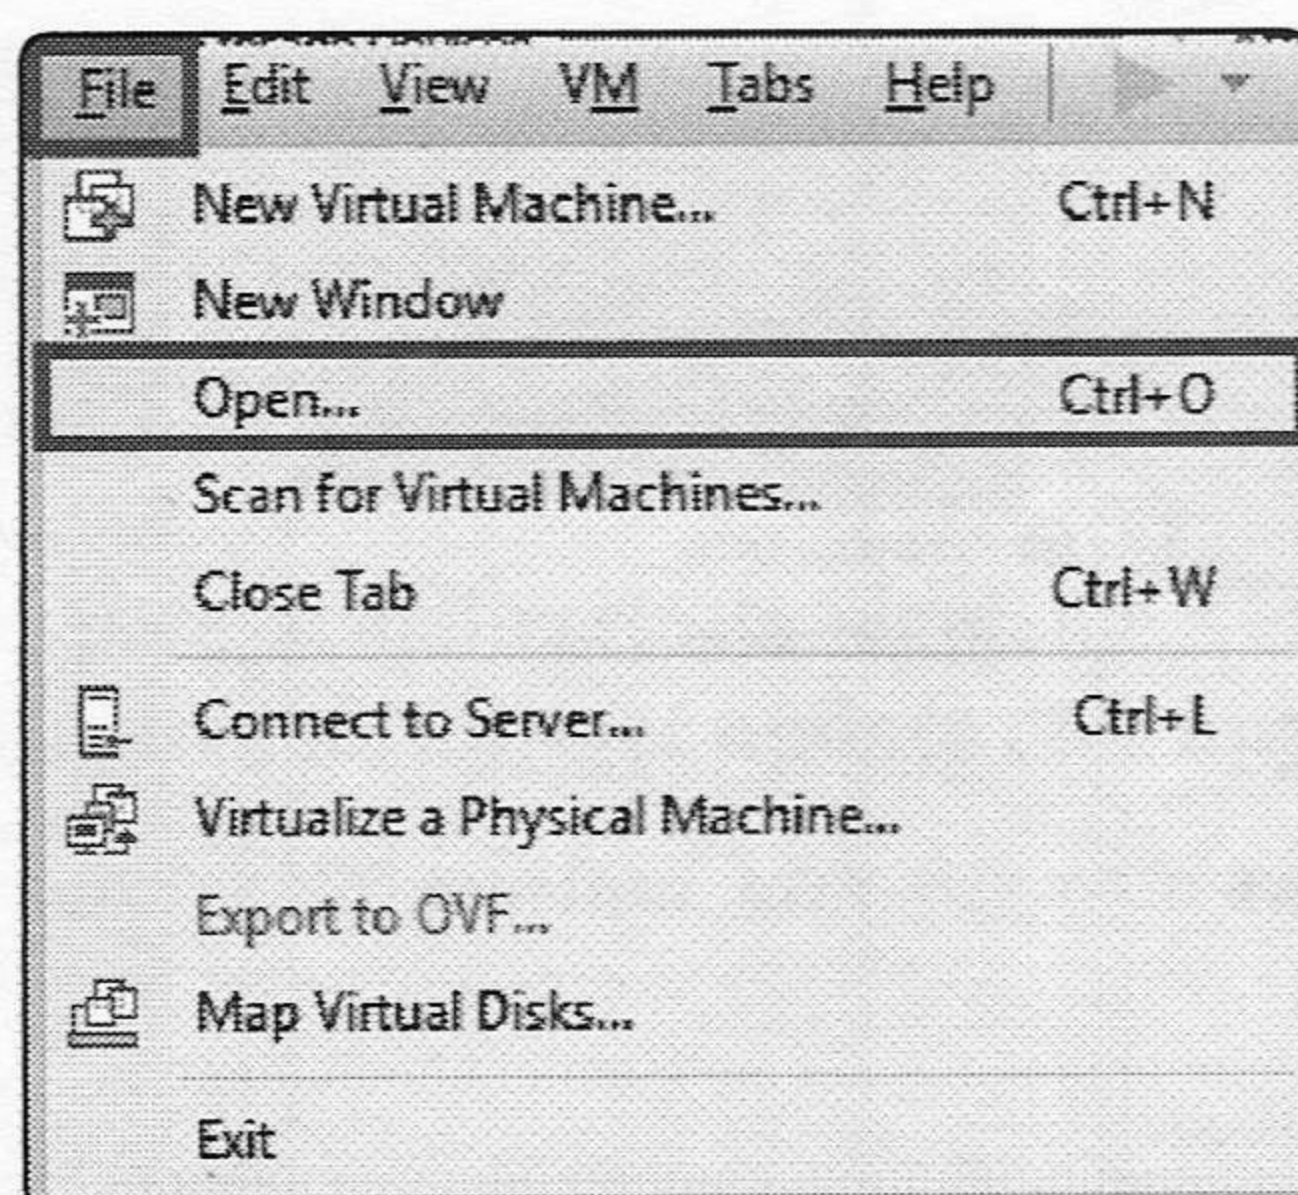 File Edit View VM Tabs Help
New Virtual Machine... Ctrl+N
New Window
Open... Ctrl+O
Scan for Virtual Machines...
Close Tab Ctrl+W
Connect to Server... Ctrl+L
Virtualize a Physical Machine...
Export to OVF...
Map Virtual Disks...
Exit